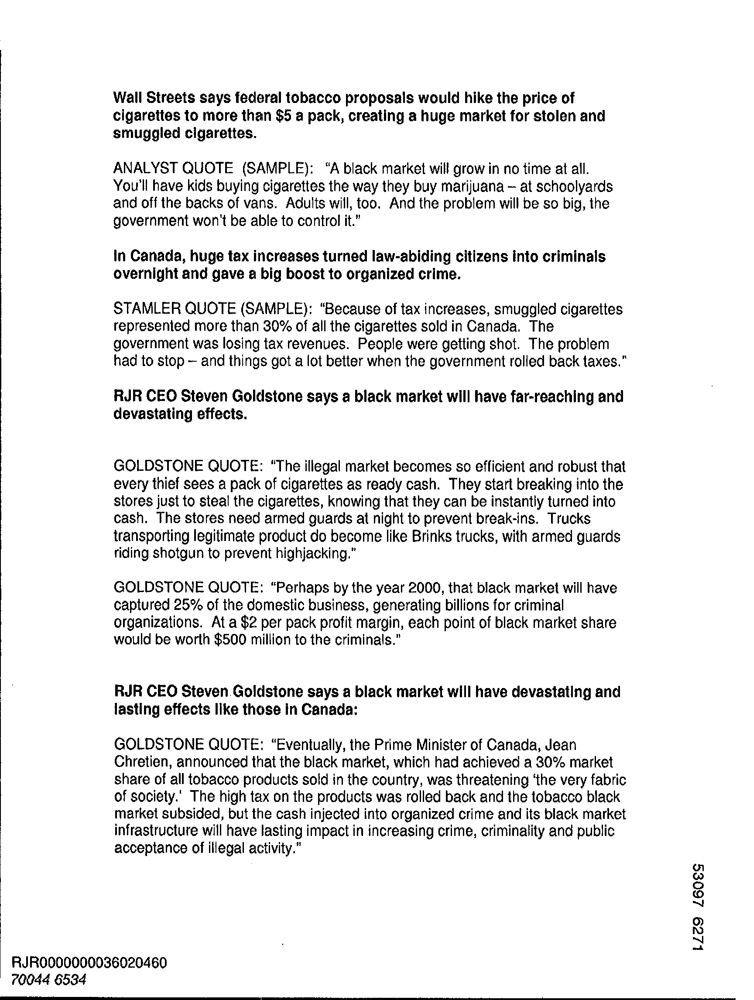 Wall Streets says federal tobacco proposals would hike the price of
cigarettes to more than $5 a pack, creating a huge market for stolen and
smuggled cigarettes.
ANALYST QUOTE (SAMPLE): "A black market will grow in no time at all.
You'll have kids buying cigarettes the way they buy marijuana – at schoolyards
and off the backs of vans. Adults will, too. And the problem will be so big, the
government won't be able to control it."
In Canada, huge tax increases turned law-abiding citizens into criminals
overnight and gave a big boost to organized crime.
STAMLER QUOTE (SAMPLE): "Because of tax increases, smuggled cigarettes
represented more than 30% of all the cigarettes sold in Canada. The
government was losing tax revenues. People were getting shot. The problem
had to stop – and things got a lot better when the government rolled back taxes."
RJR CEO Steven Goldstone says a black market will have far-reaching and
devastating effects.
GOLDSTONE QUOTE: "The illegal market becomes so efficient and robust that
every thief sees a pack of cigarettes as ready cash. They start breaking into the
stores just to steal the cigarettes, knowing that they can be instantly turned into
cash. The stores need armed guards at night to prevent break-ins. Trucks
transporting legitimate product do become like Brinks trucks, with armed guards
riding shotgun to prevent highjacking."
GOLDSTONE QUOTE: "Perhaps by the year 2000, that black market will have
captured 25% of the domestic business, generating billions for criminal
organizations. At a $2 per pack profit margin, each point of black market share
would be worth $500 million to the criminals."
RJR CEO Steven Goldstone says a black market will have devastating and
lasting effects like those in Canada:
GOLDSTONE QUOTE: "Eventually, the Prime Minister of Canada, Jean
Chretien, announced that the black market, which had achieved a 30% market
share of all tobacco products sold in the country, was threatening 'the very fabric
of society.' The high tax on the products was rolled back and the tobacco black
market subsided, but the cash injected into organized crime and its black market
infrastructure will have lasting impact in increasing crime, criminality and public
acceptance of illegal activity."
53097 6271
RJR0000000036020460
70044 6534